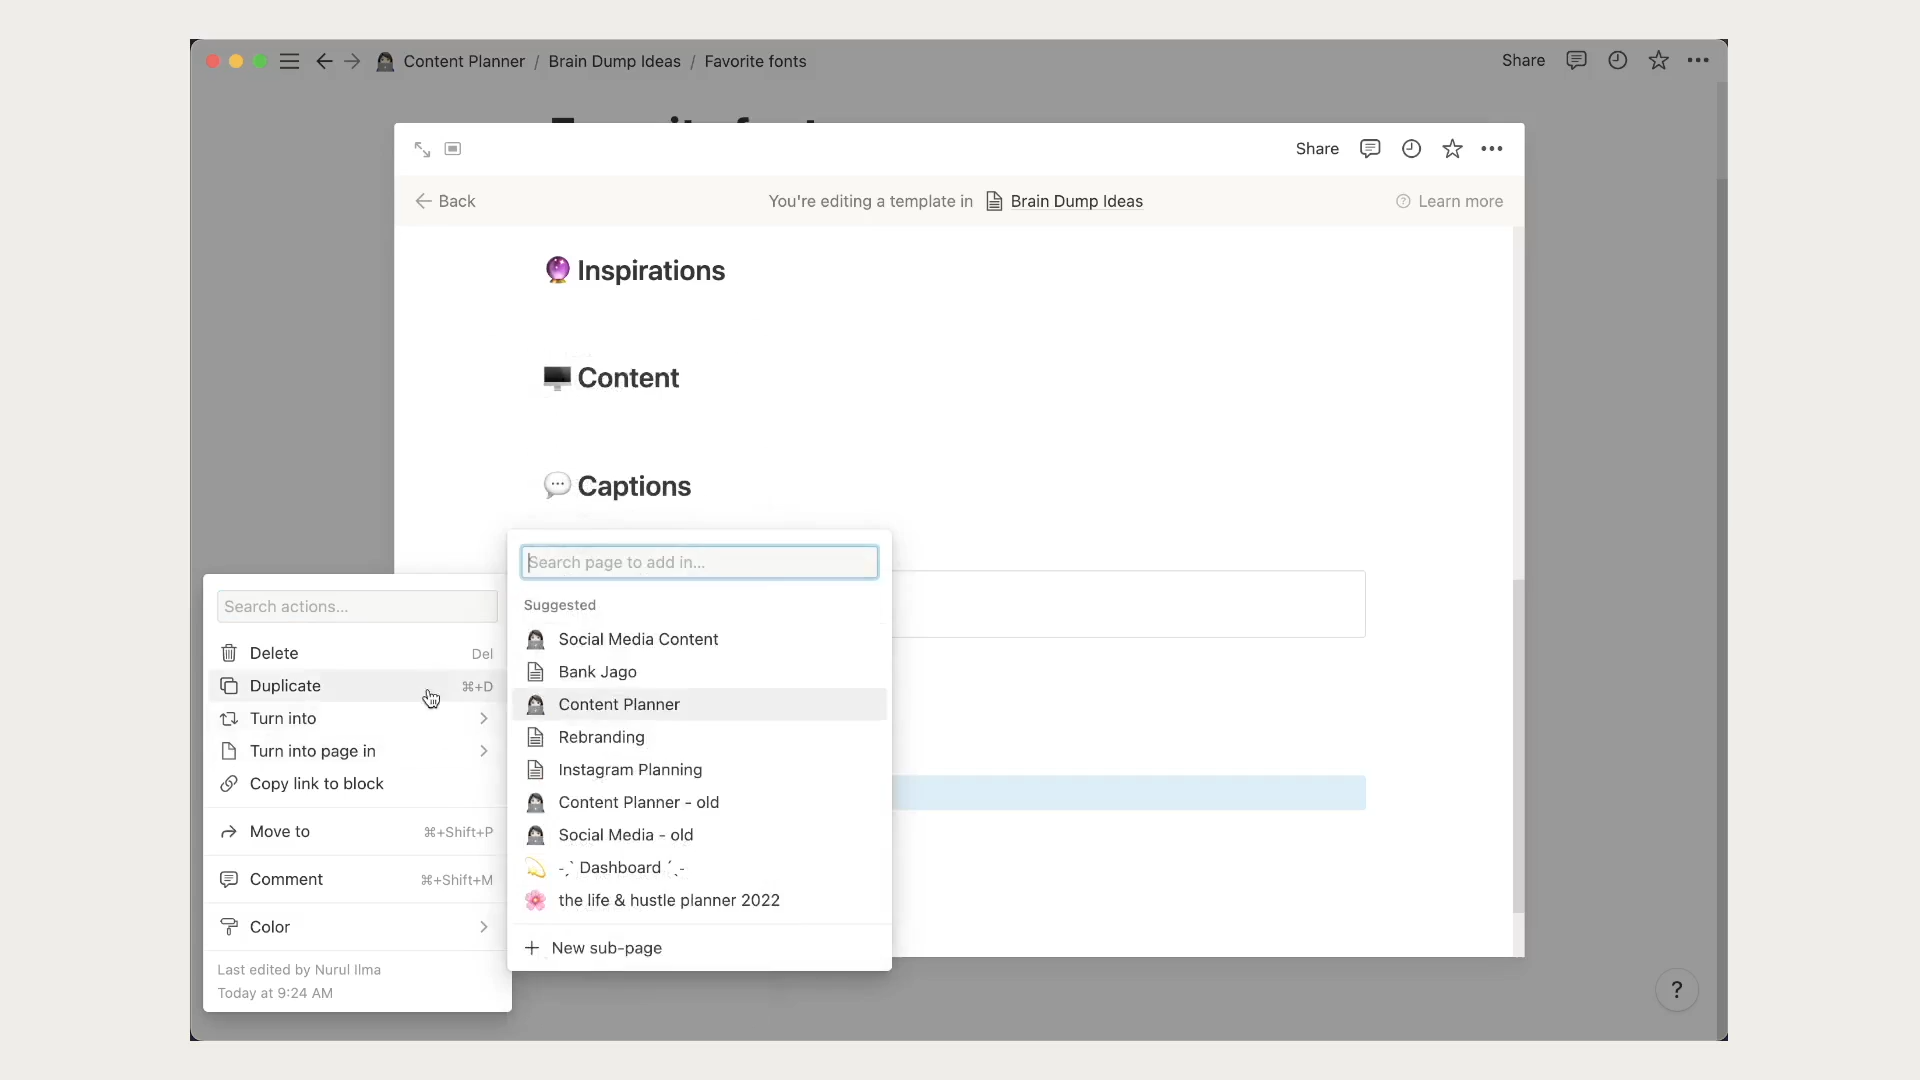 Content Planner / Brain Dump Ideas / Favorite fonts
Share
Share
Back
You're editing a template in Brain Dump Ideas
Learn more
Inspirations
Content
Captions
Search page to add in...
Suggested
Social Media Content
Bank Jago
Content Planner
Rebranding
Instagram Planning
Content Planner - old
Social Media - old
-ˏˋ Dashboard ˊˎ-
the life & hustle planner 2022
New sub-page
Search actions...
Delete Del
Duplicate ⌘+D
Turn into
Turn into page in
Copy link to block
Move to ⌘+Shift+P
Comment ⌘+Shift+M
Color
Last edited by Nurul Ilma
Today at 9:24 AM
?